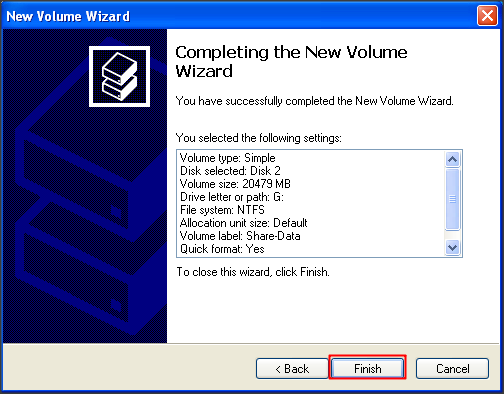 New Volume Wizard
Completing the New Volume
Wizard
You have successfully completed the New Volume Wizard.
You selected the following settings:
Volume type: Simple
Disk selected: Disk 2
Volume size: 20479 MB
Drive letter or path: G:
File system: NTFS
Allocation unit size: Default
Volume label: Share-Data
Quick format: Yes
To close this wizard, click Finish.
< Back
Finish
Cancel